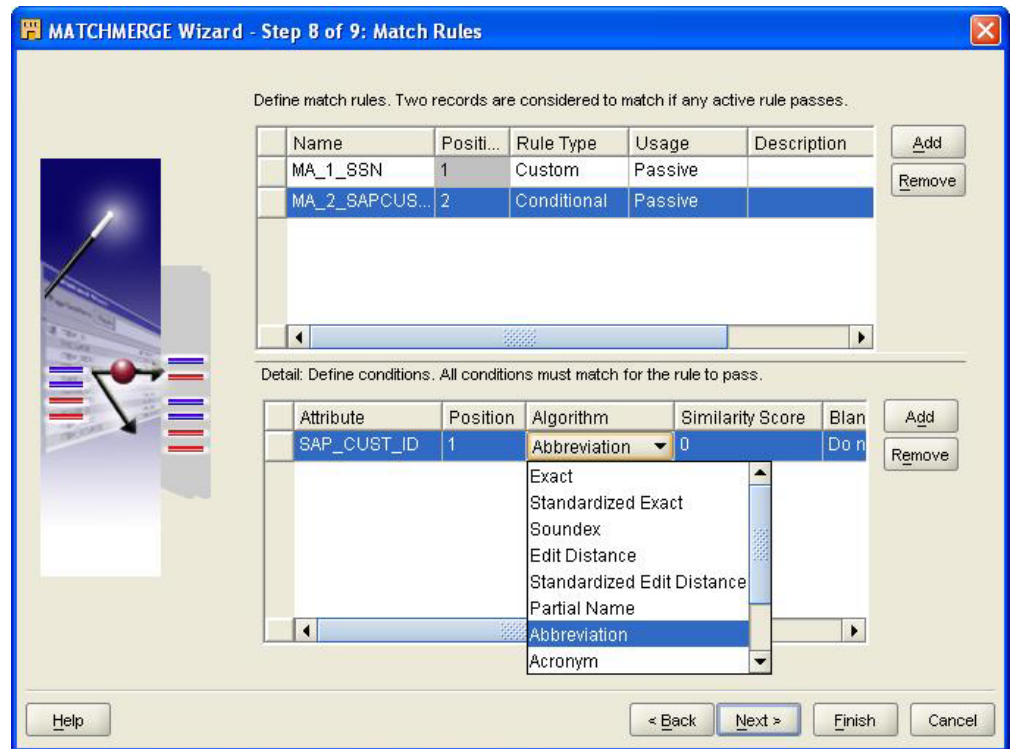 MATCHMERGE Wizard - Step 8 of 9: Match Rules
Define match rules. Two records are considered to match if any active rule passes.
Name Positi... Rule Type Usage Description
MA_1_SSN 1 Custom Passive
MA_2_SAPCUS... 2 Conditional Passive
Add
Remove
Detail: Define conditions. All conditions must match for the rule to pass.
Attribute Position Algorithm Similarity Score Blan
SAP_CUST_ID 1 Abbreviation 0 Do n
Add
Remove
Exact
Standardized Exact
Soundex
Edit Distance
Standardized Edit Distance
Partial Name
Abbreviation
Acronym
Help < Back Next > Finish Cancel